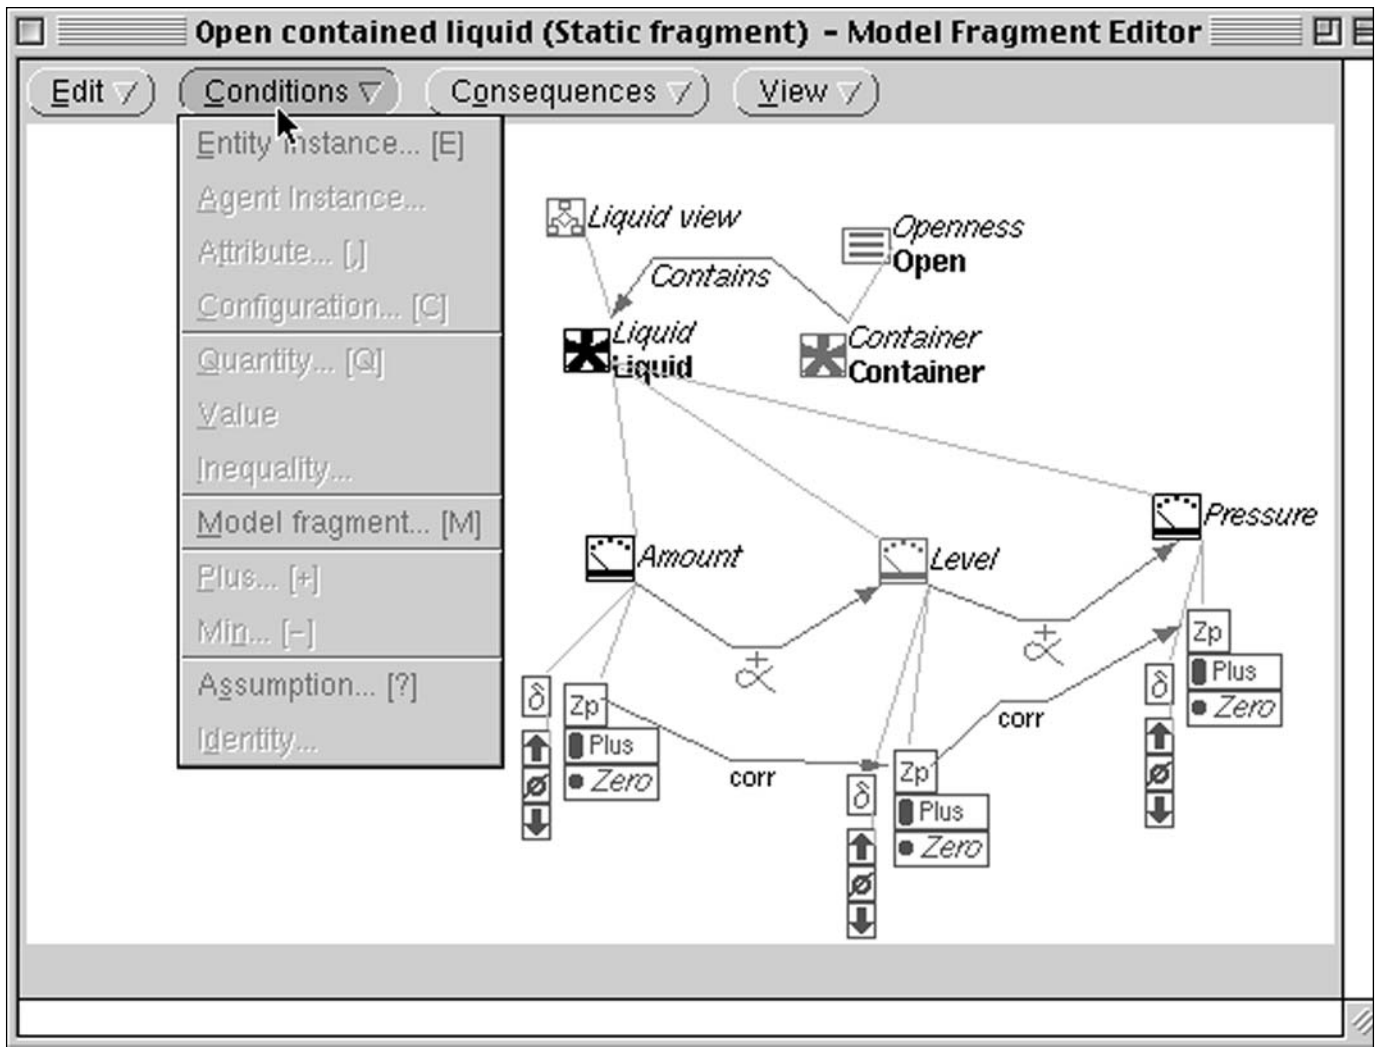 Open contained liquid (Static fragment) - Model Fragment Editor
Edit
Conditions
Consequences
View
Entity Instance... [E]
Agent Instance...
Attribute... [,]
Configuration... [C]
Quantity... [Q]
Value
Inequality...
Model fragment... [M]
Plus... [+]
Min... [-]
Assumption... [?]
Identity...
Liquid view
Openness
Open
Contains
Liquid
Liquid
Container
Container
Pressure
Amount
Level
∝+
∝+
δ
Zp
Plus
Zero
corr
δ
Zp
Plus
Zero
corr
δ
Zp
Plus
Zero